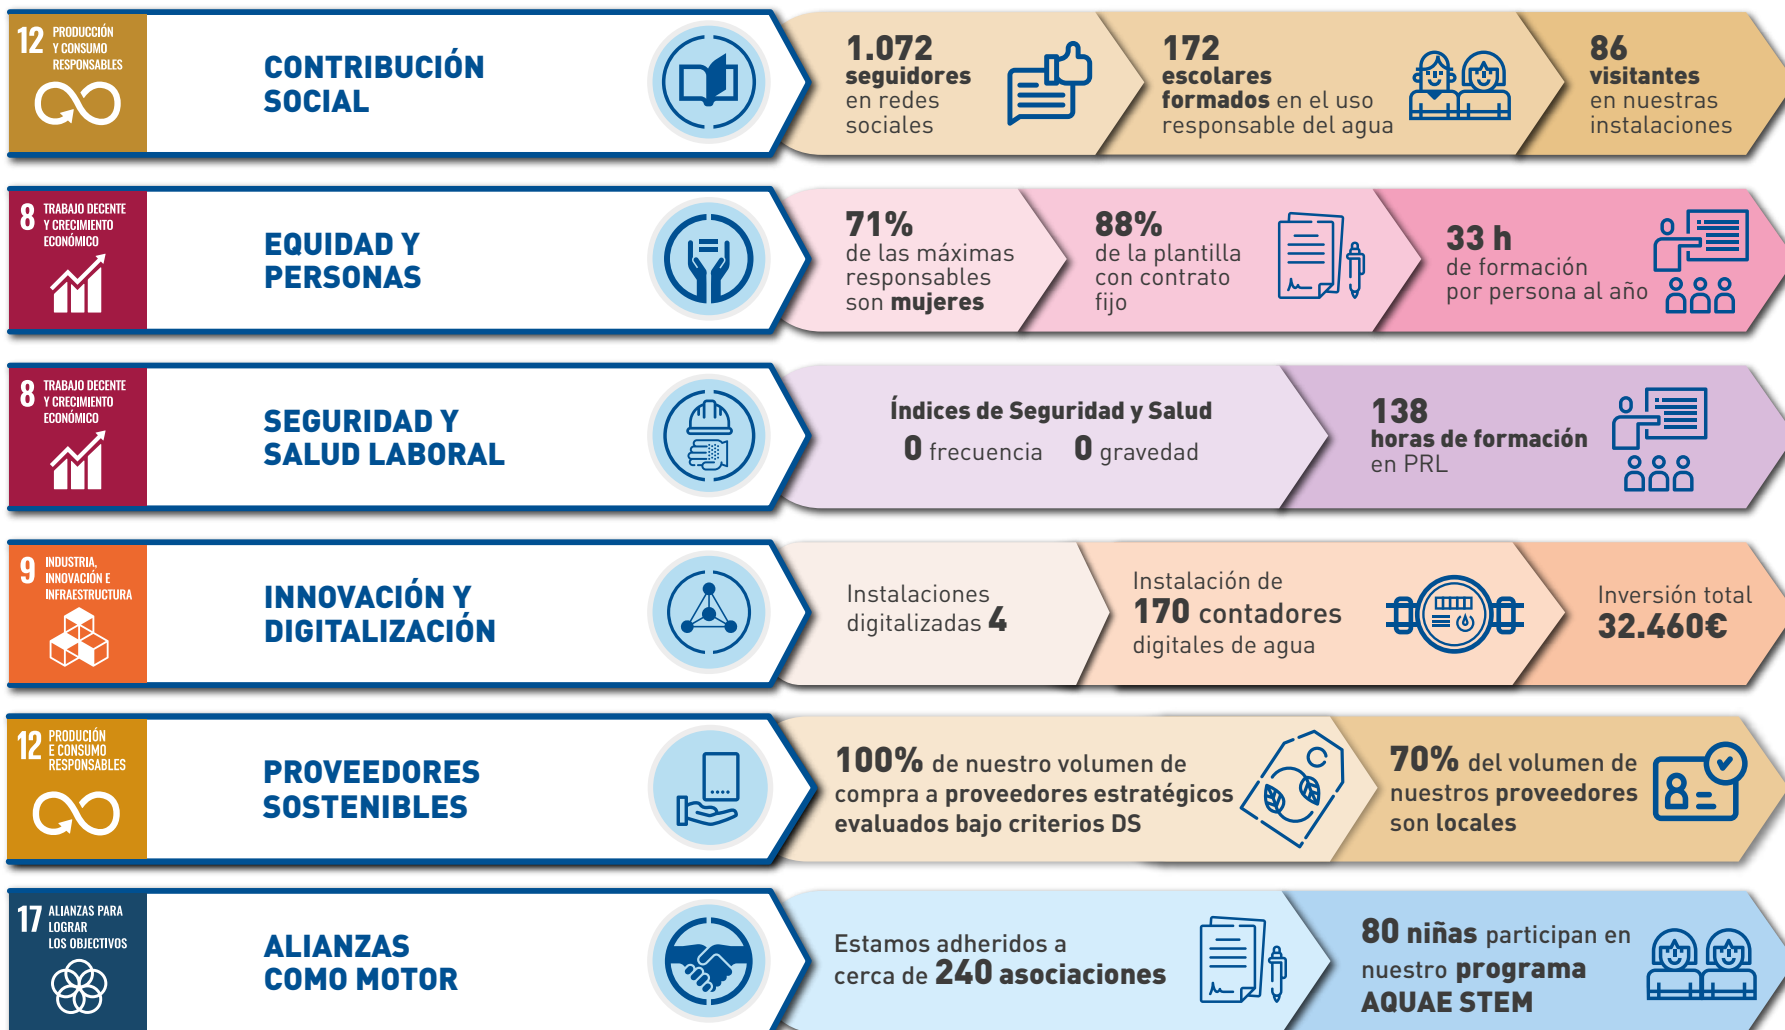 12 PRODUCCIÓN
Y CONSUMO
RESPONSABLES
CONTRIBUCIÓN
SOCIAL
1.072
seguidores
en redes
sociales
172
escolares
formados en el uso
responsable del agua
86
visitantes
en nuestras
instalaciones
8 TRABAJO DECENTE
Y CRECIMIENTO
ECONÓMICO
EQUIDAD Y
PERSONAS
71%
de las máximas
responsables
son mujeres
88%
de la plantilla
con contrato
fijo
33 h
de formación
por persona al año
8 TRABAJO DECENTE
Y CRECIMIENTO
ECONÓMICO
SEGURIDAD Y
SALUD LABORAL
Índices de Seguridad y Salud
0 frecuencia 0 gravedad
138
horas de formación
en PRL
9 INDUSTRIA,
INNOVACIÓN E
INFRAESTRUCTURA
INNOVACIÓN Y
DIGITALIZACIÓN
Instalaciones
digitalizadas 4
Instalación de
170 contadores
digitales de agua
Inversión total
32.460€
12 PRODUCIÓN
E CONSUMO
RESPONSABLES
PROVEEDORES
SOSTENIBLES
100% de nuestro volumen de
compra a proveedores estratégicos
evaluados bajo criterios DS
70% del volumen de
nuestros proveedores
son locales
17 ALIANZAS PARA
LOGRAR
LOS OBJECTIVOS
ALIANZAS
COMO MOTOR
Estamos adheridos a
cerca de 240 asociaciones
80 niñas participan en
nuestro programa
AQUAE STEM